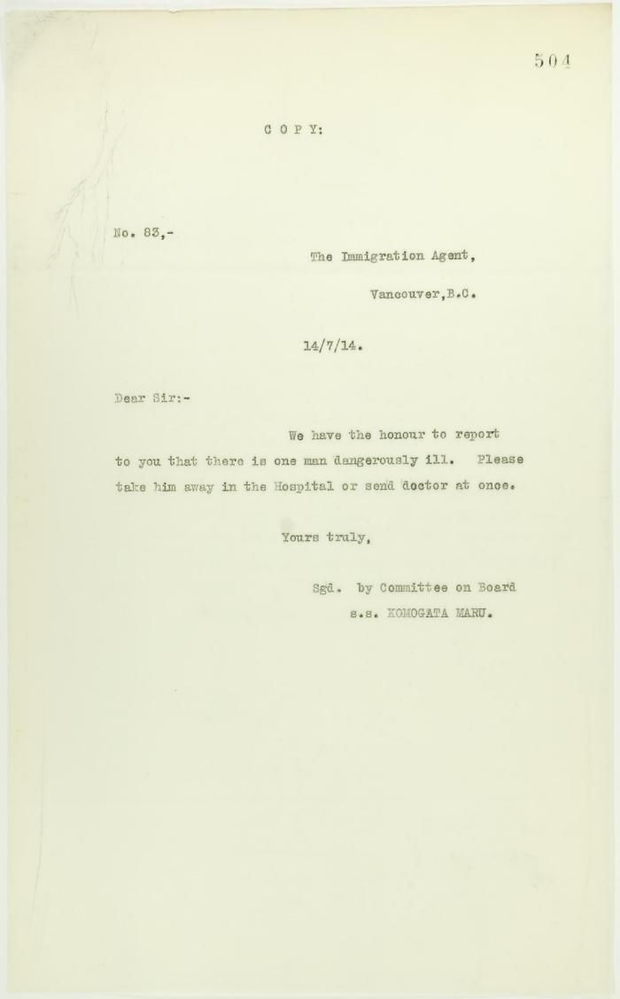 504
C O P Y:
No. 83,-
The Immigration Agent,
Vancouver,B.C.
14/7/14.
Dear Sir:-
We have the honour to report
to you that there is one man dangerously ill. Please
take him away in the Hospital or send doctor at once.
Yours truly,
Sgd. by Committee on Board
s.s. KOMOGATA MARU.